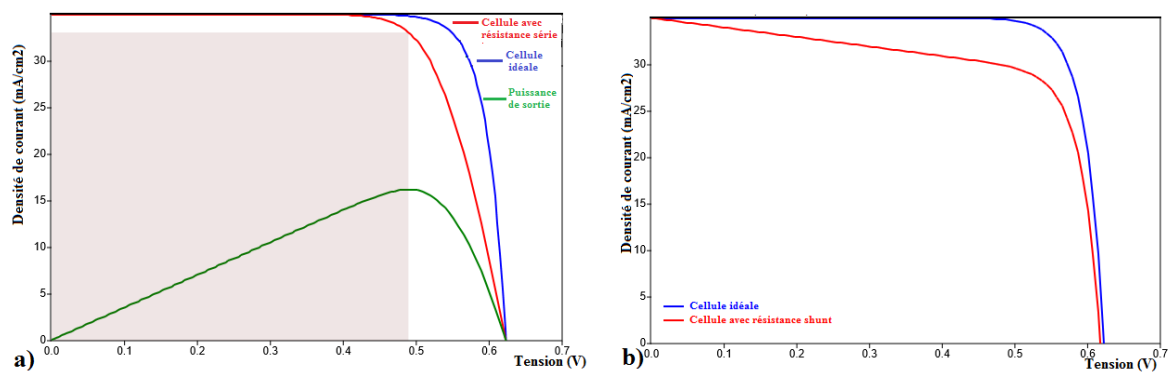 Cellule avec
résistance série
Cellule
idéale
Puissance
de sortie
Densité de courant (mA/cm2)
30
25
20
15
10
5
0
0.0
0.1
0.2
0.3
0.4
0.5
0.6
0.7
Tension (V)
a)
Densité de courant (mA/cm2)
30
25
20
15
10
5
0
Cellule idéale
Cellule avec résistance shunt
0.0
0.1
0.2
0.3
0.4
0.5
0.6
0.7
Tension (V)
b)